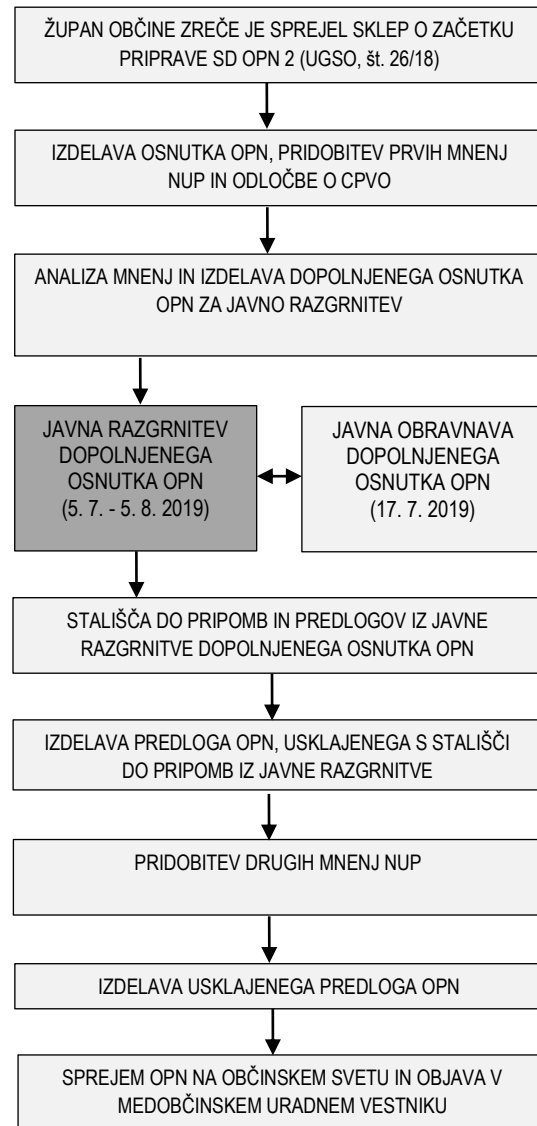 ŽUPAN OBČINE ZREČE JE SPREJEL SKLEP O ZAČETKU
PRIPRAVE SD OPN 2 (UGSO, št. 26/18)
IZDELAVA OSNUTKA OPN, PRIDOBITEV PRVIH MNENJ
NUP IN ODLOČBE O CPVO
ANALIZA MNENJ IN IZDELAVA DOPOLNJENEGA OSNUTKA
OPN ZA JAVNO RAZGRNITEV
JAVNA RAZGRNITEV
DOPOLNJENEGA
OSNUTKA OPN
(5. 7. - 5. 8. 2019)
JAVNA OBRAVNAVA
DOPOLNJENEGA
OSNUTKA OPN
(17. 7. 2019)
STALIŠČA DO PRIPOMB IN PREDLOGOV IZ JAVNE
RAZGRNITVE DOPOLNJENEGA OSNUTKA OPN
IZDELAVA PREDLOGA OPN, USKLAJENEGA S STALIŠČI
DO PRIPOMB IZ JAVNE RAZGRNITVE
PRIDOBITEV DRUGIH MNENJ NUP
IZDELAVA USKLAJENEGA PREDLOGA OPN
SPREJEM OPN NA OBČINSKEM SVETU IN OBJAVA V
MEDOBČINSKEM URADNEM VESTNIKU